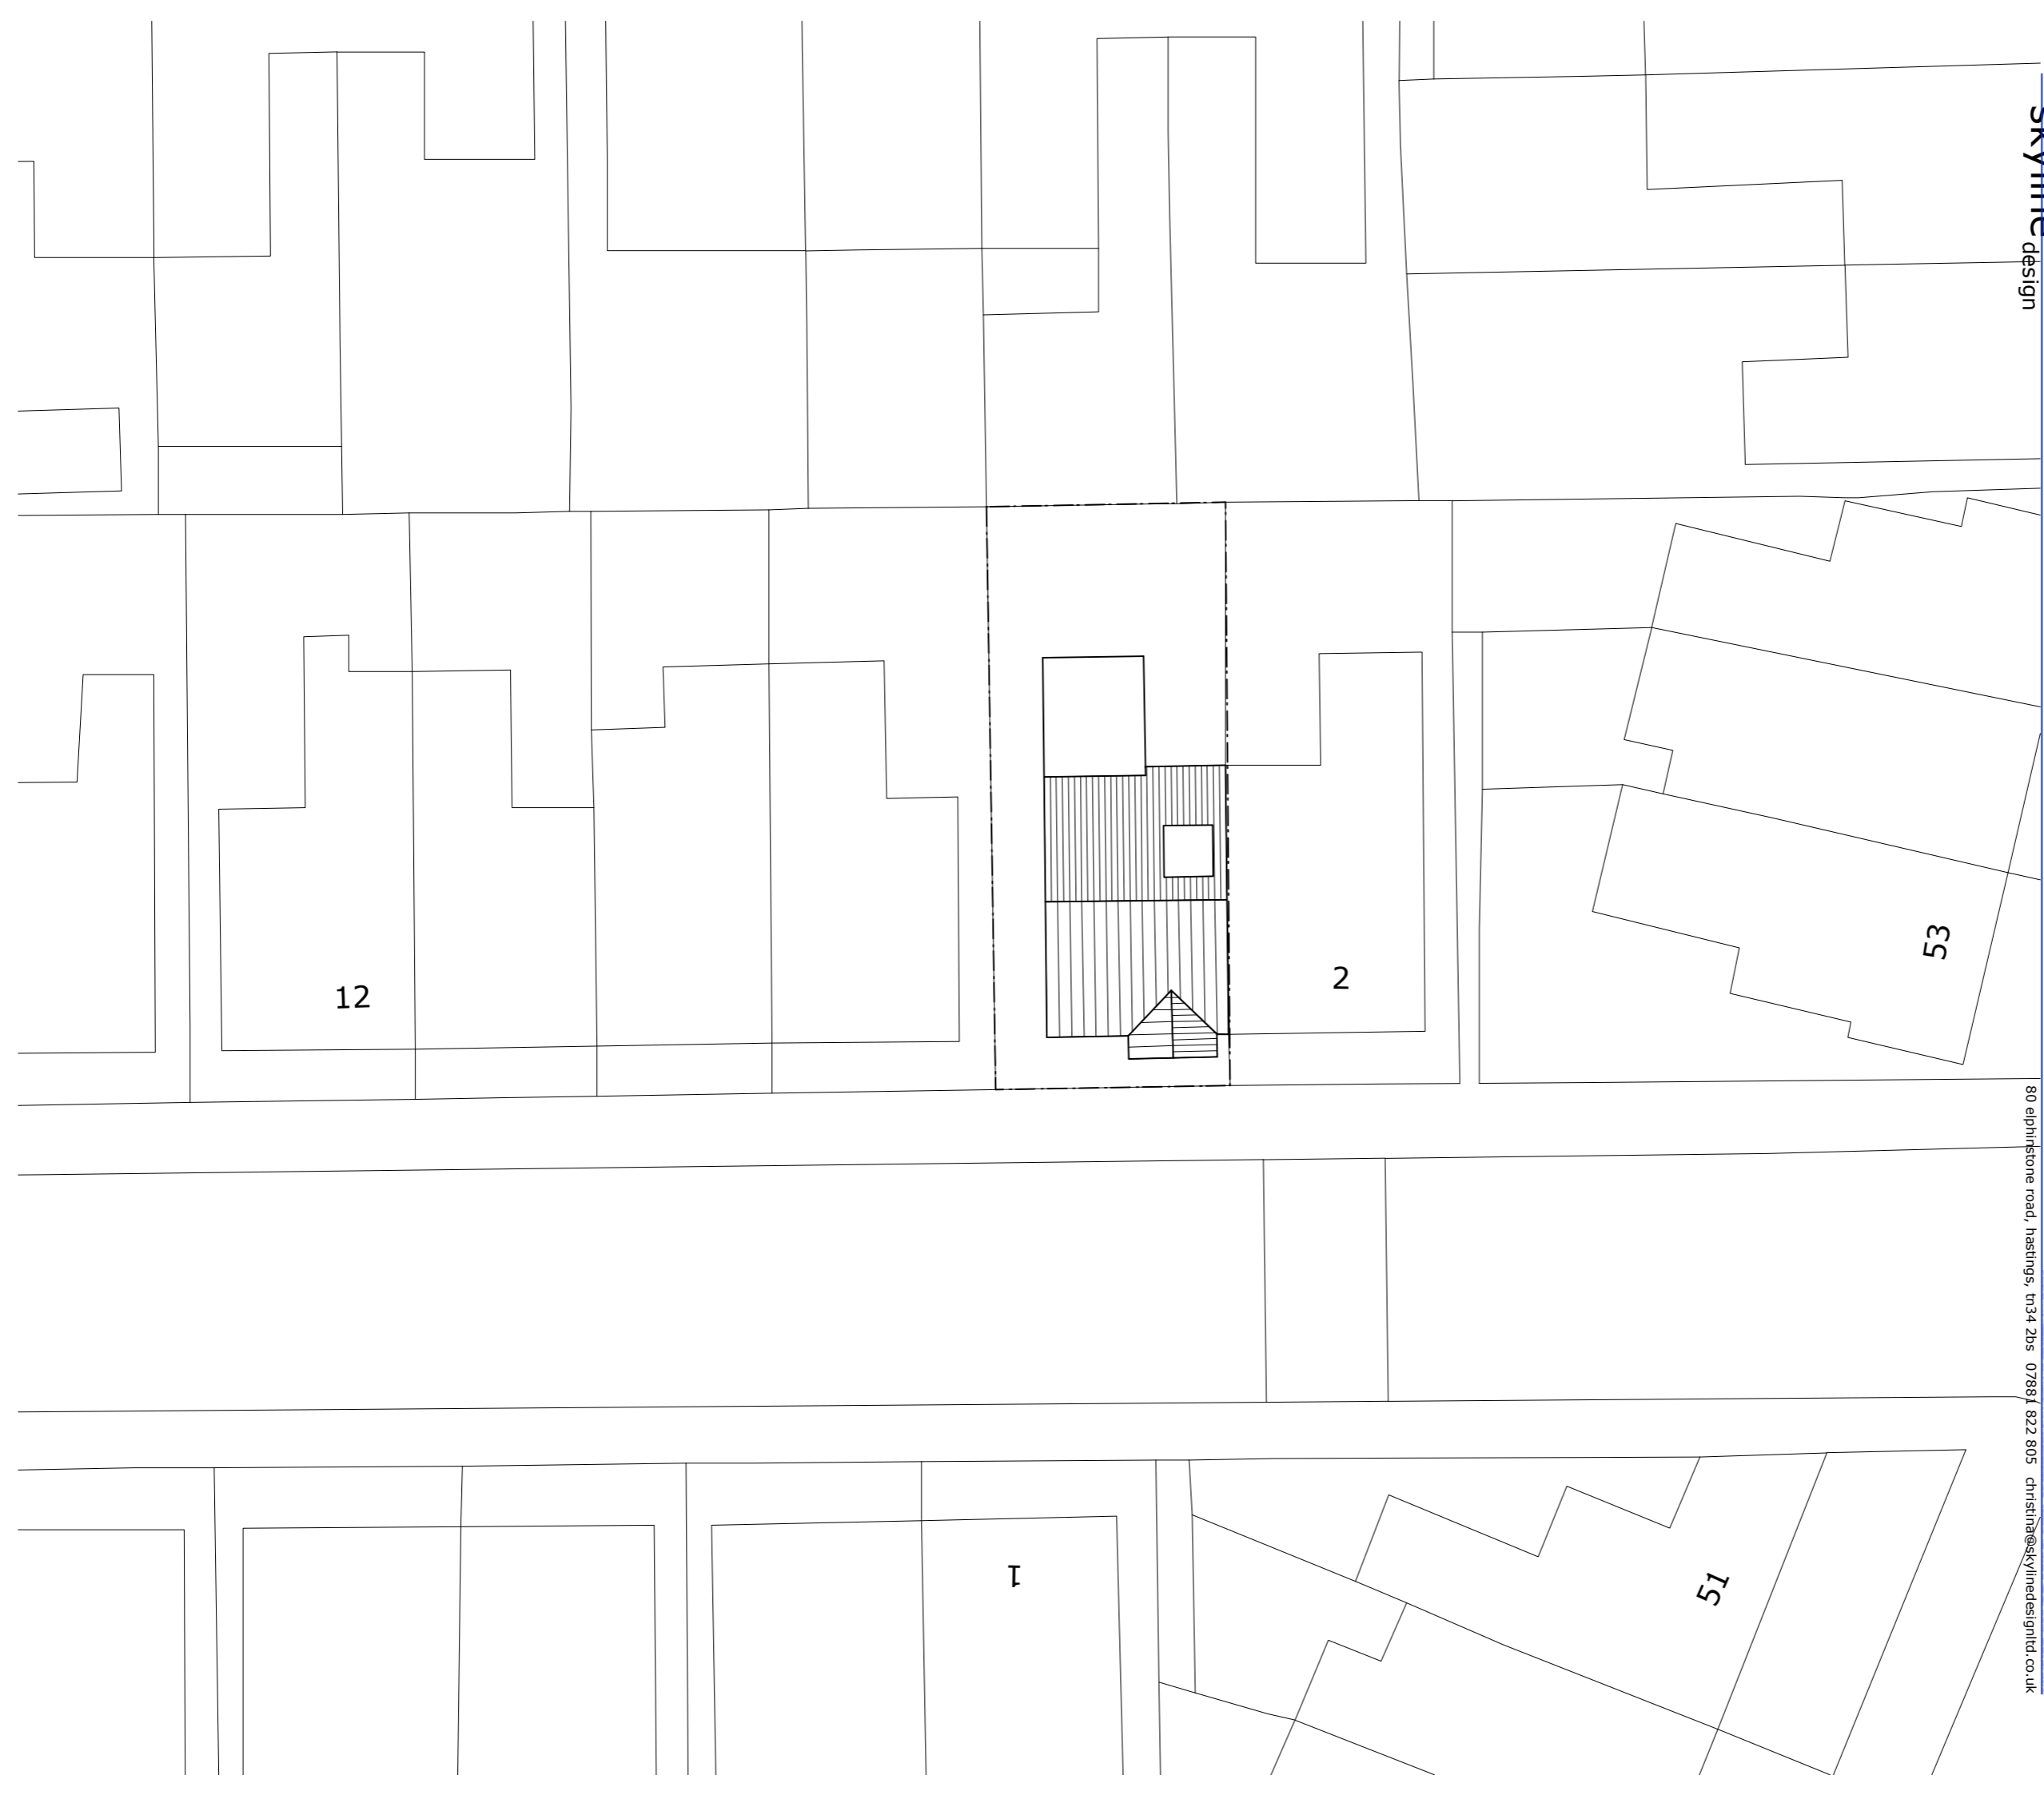 skyline
design
53
2
12
80 elphinstone road, hastings, tn34 2bs 07881 822 805 christina@skylinedesignltd.co.uk
1
51